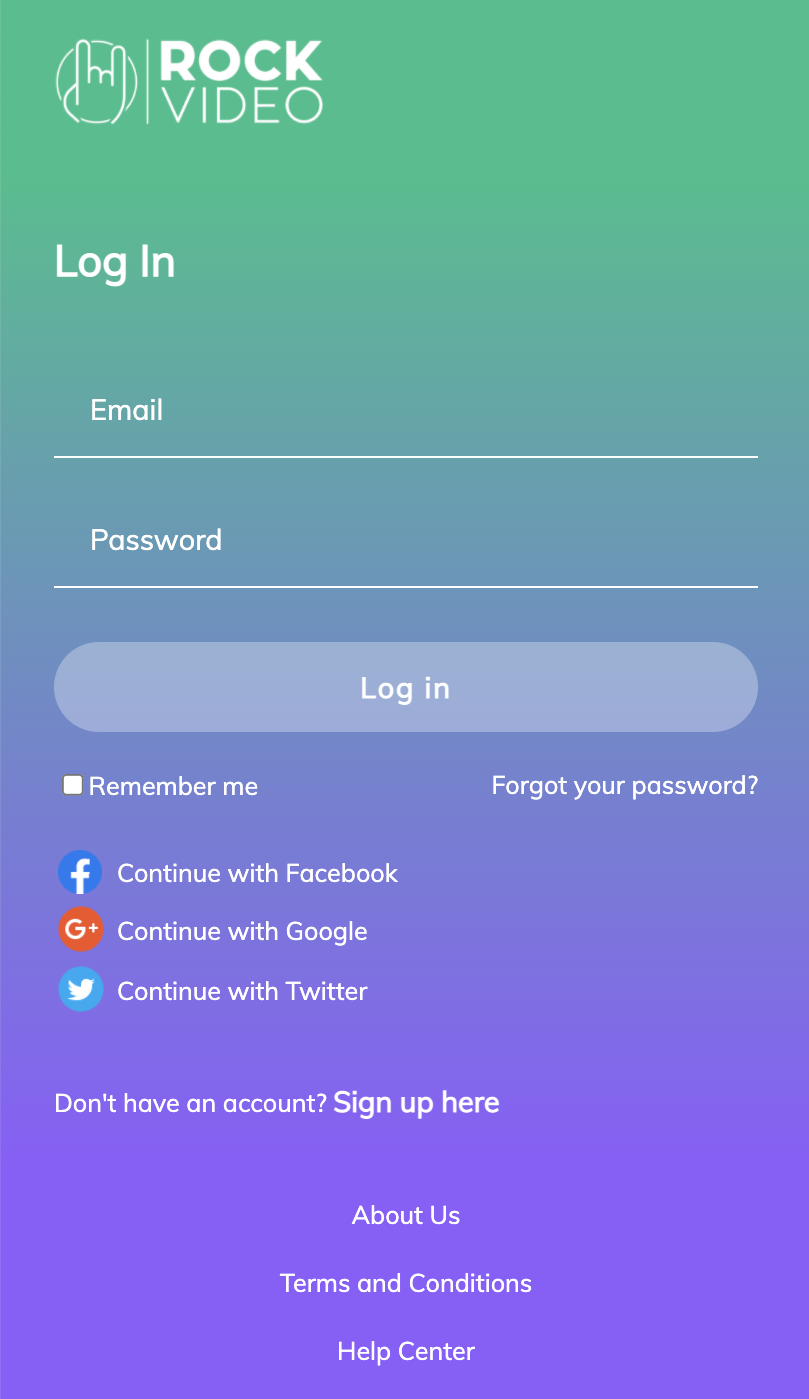 ROCK
VIDEO
Log In
Email
Password
Log in
Remember me
Forgot your password?
Continue with Facebook
G+
Continue with Google
Continue with Twitter
Don't have an account? Sign up here
About Us
Terms and Conditions
Help Center